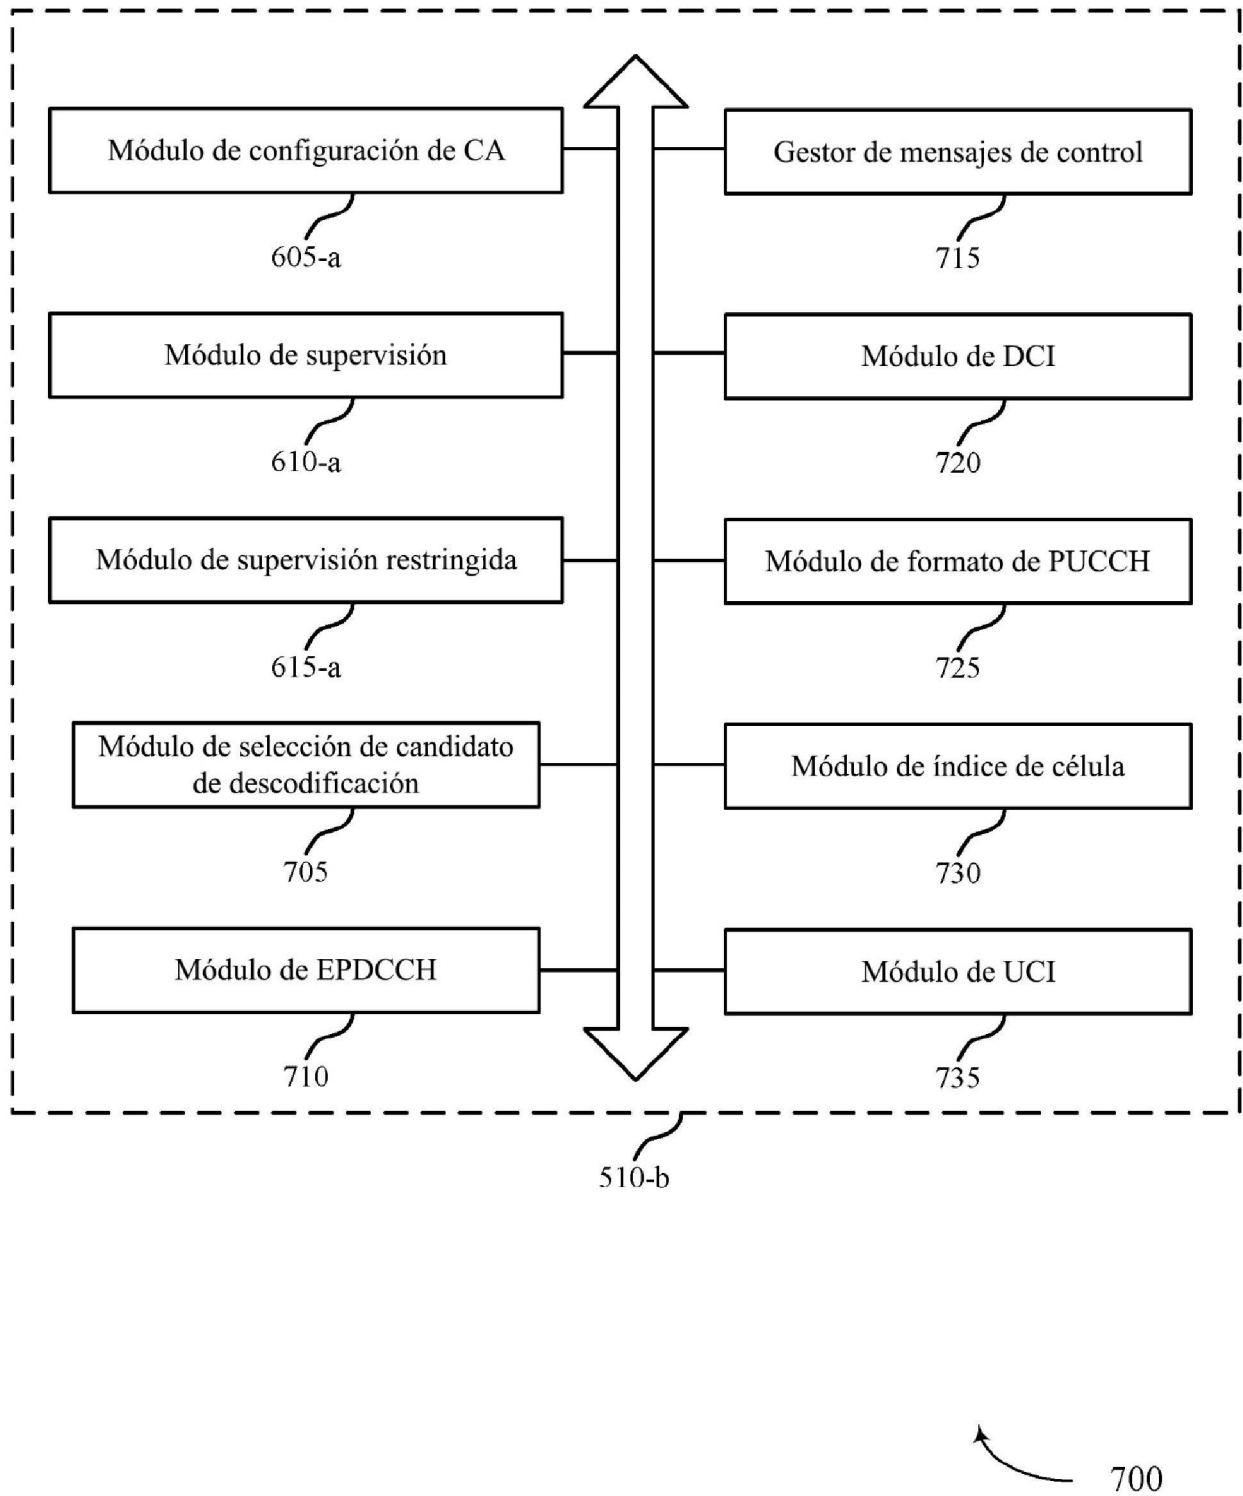 Módulo de configuración de CA
605-a
Gestor de mensajes de control
715
Módulo de supervisión
610-a
Módulo de DCI
720
Módulo de supervisión restringida
615-a
Módulo de formato de PUCCH
725
Módulo de selección de candidato
de descodificación
705
Módulo de índice de célula
730
Módulo de EPDCCH
710
Módulo de UCI
735
510-b
700